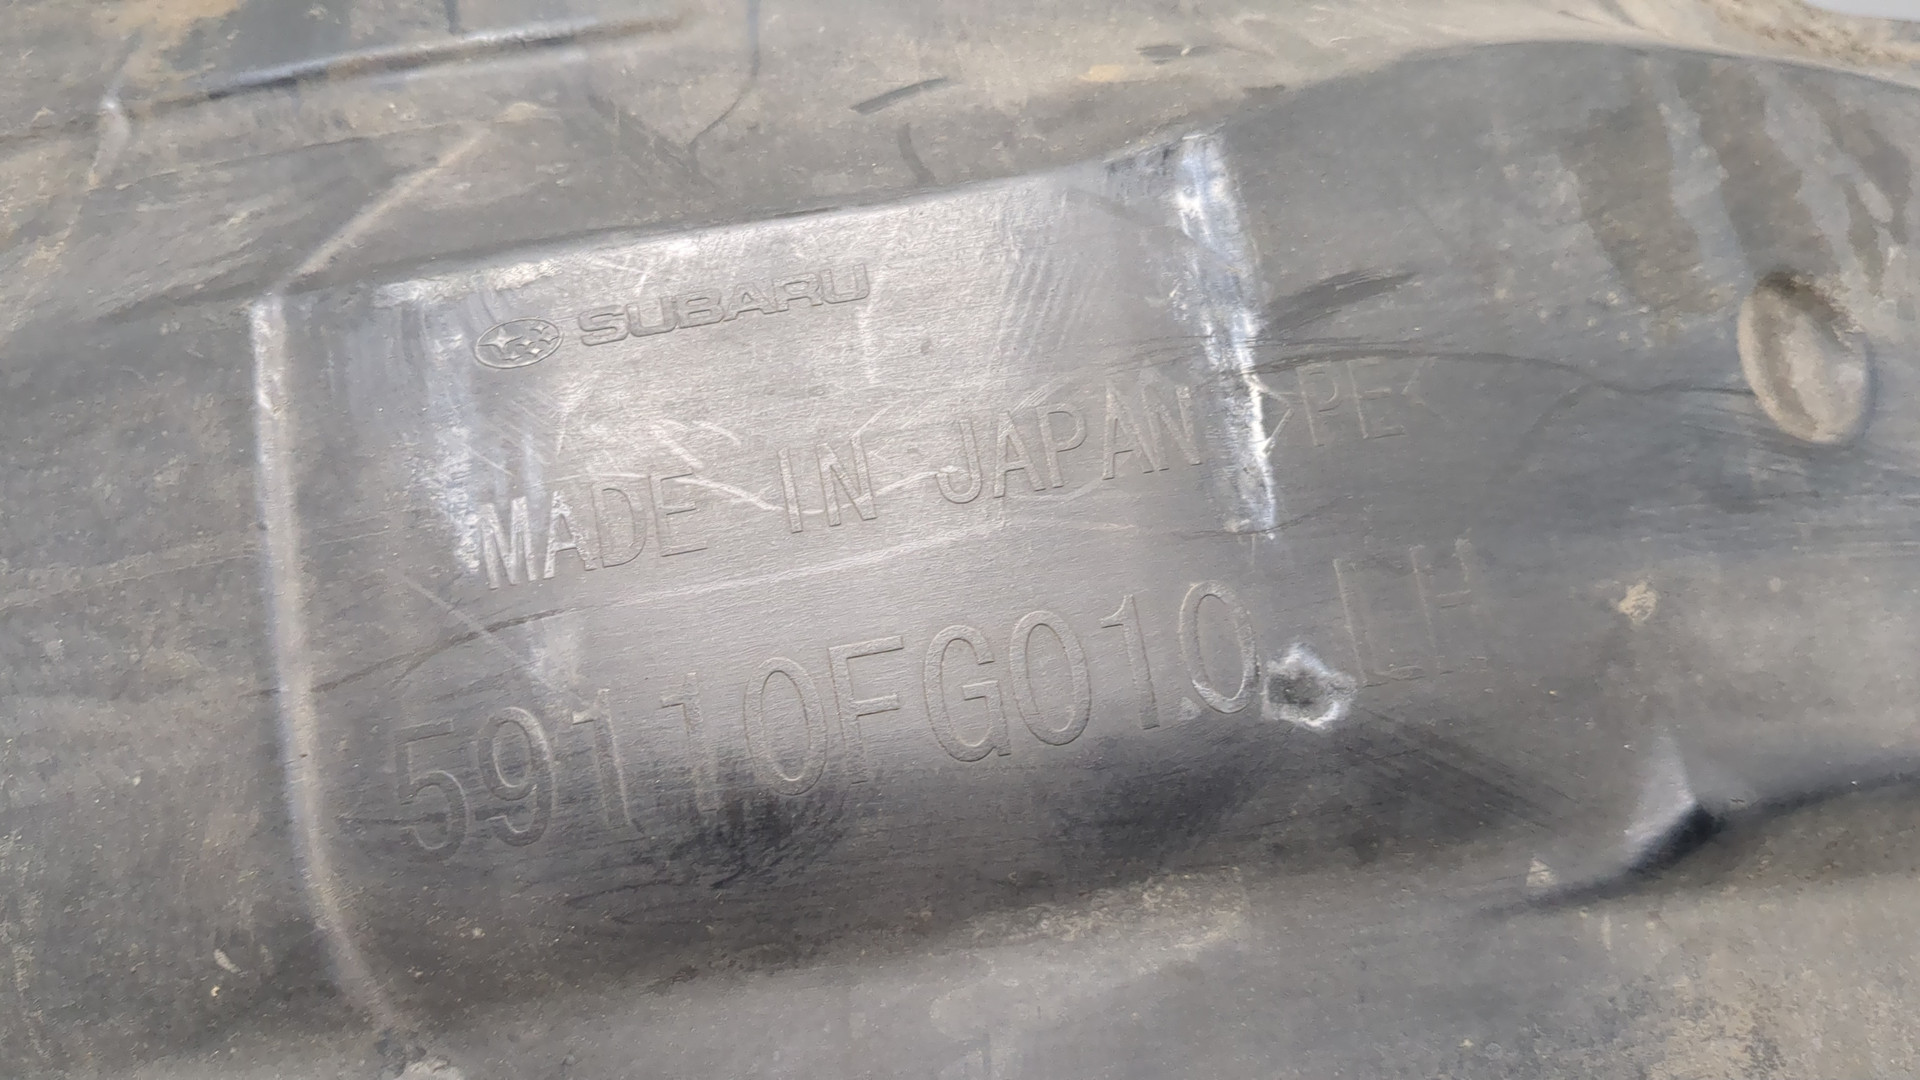 SUBARU
MADE IN JAPAN >PE<
59110FG010 LH